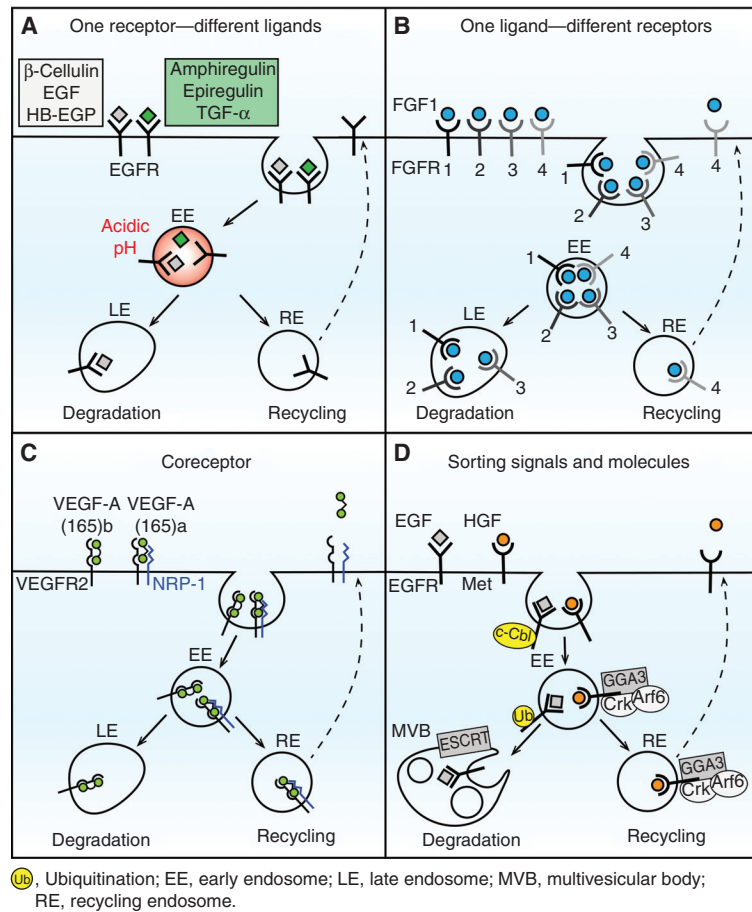 A
One receptor—different ligands
β-Cellulin
EGF
HB-EGP
Amphiregulin
Epiregulin
TGF-α
EGFR
EE
Acidic
pH
LE
RE
Degradation
Recycling
B
One ligand—different receptors
FGF1
FGFR 1 2 3 4
4
1
4
2
3
EE
1
4
2
3
LE
RE
1
2
3
4
Degradation
Recycling
C
Coreceptor
VEGF-A
(165)b
VEGF-A
(165)a
VEGFR2
NRP-1
EE
LE
RE
Degradation
Recycling
D
Sorting signals and molecules
EGF
HGF
EGFR
Met
c-Cbl
EE
GGA3
Crk
Arf6
Ub
MVB
ESCRT
RE
GGA3
Crk
Arf6
Degradation
Recycling
Ub, Ubiquitination; EE, early endosome; LE, late endosome; MVB, multivesicular body;
RE, recycling endosome.